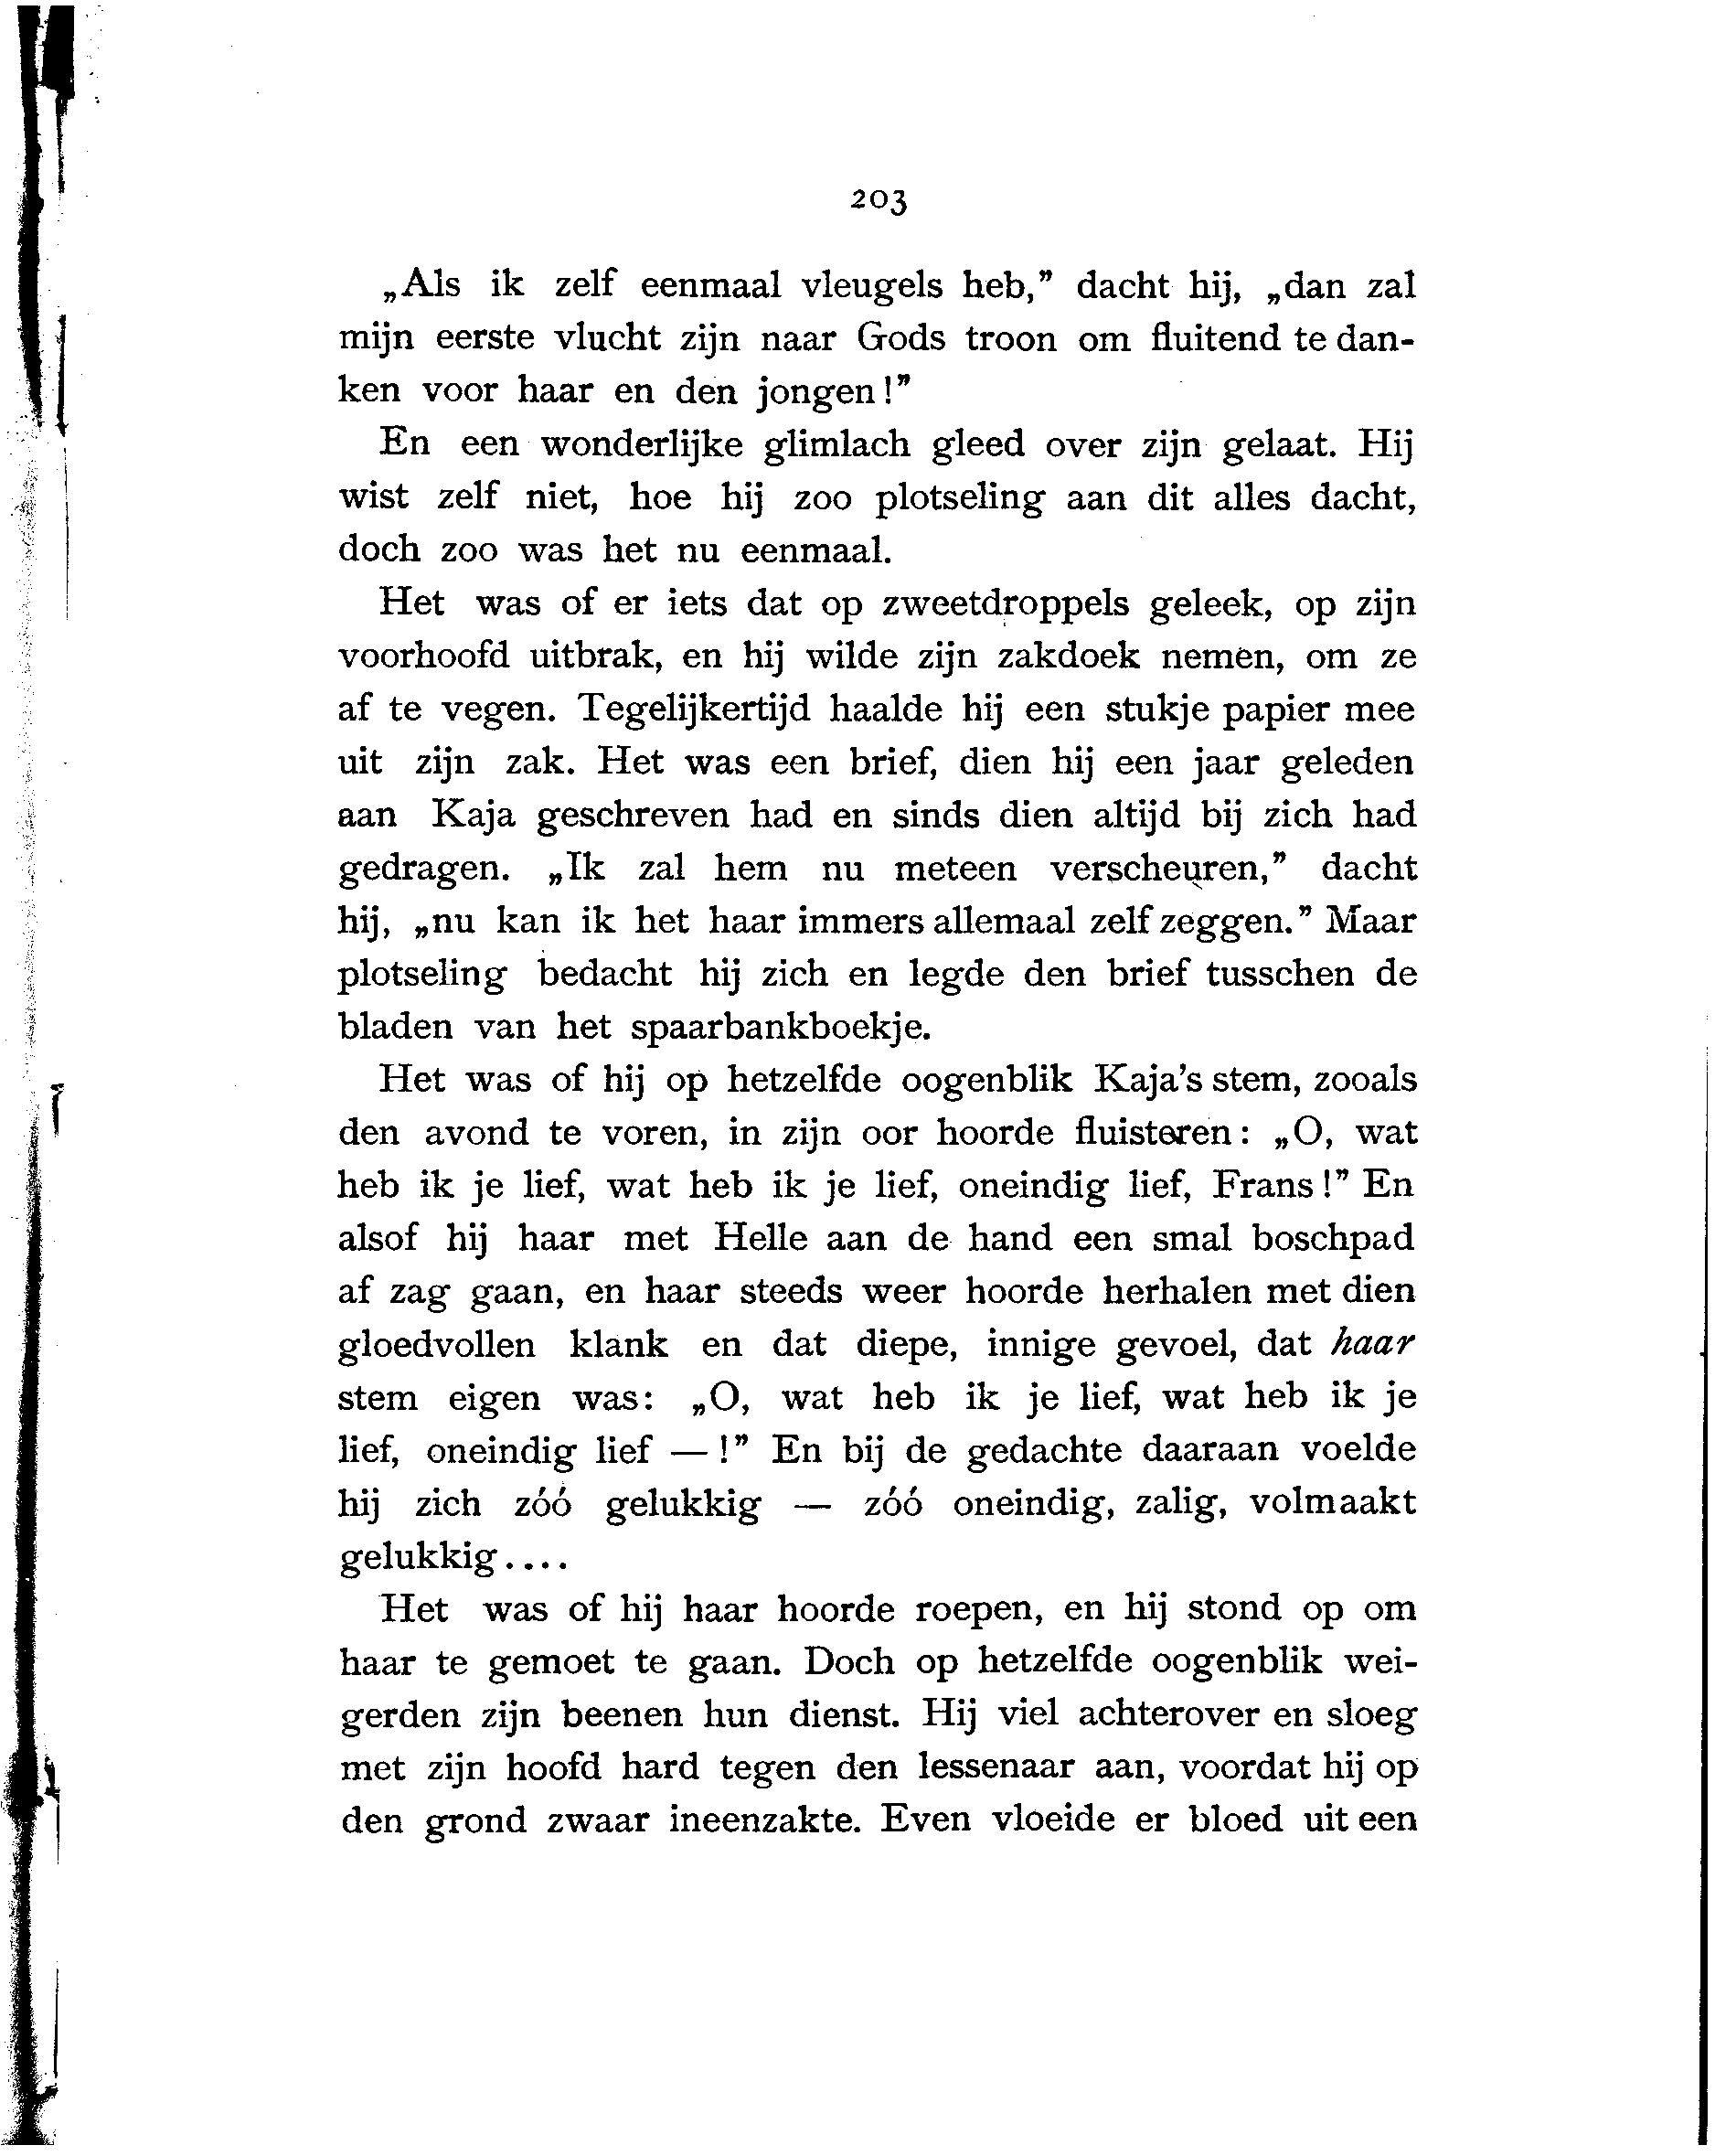 203
„Als ik zelf eenmaal vleugels heb,” dacht hij, „dan zal
mijn eerste vlucht zijn naar Gods troon om fluitend te dan-
ken voor haar en den jongen!”
En een wonderlijke glimlach gleed over zijn gelaat. Hij
wist zelf niet, hoe hij zoo plotseling aan dit alles dacht,
doch zoo was het nu eenmaal.
Het was of er iets dat op zweetdroppels geleek, op zijn
voorhoofd uitbrak, en hij wilde zijn zakdoek nemen, om ze
af te vegen. Tegelijkertijd haalde hij een stukje papier mee
uit zijn zak. Het was een brief, dien hij een jaar geleden
aan Kaja geschreven had en sinds dien altijd bij zich had
gedragen. „Ik zal hem nu meteen verscheuren,” dacht
hij, „nu kan ik het haar immers allemaal zelf zeggen.” Maar
plotseling bedacht hij zich en legde den brief tusschen de
bladen van het spaarbankboekje.
Het was of hij op hetzelfde oogenblik Kaja's stem, zooals
den avond te voren, in zijn oor hoorde fluisteren: „O, wat
heb ik je lief, wat heb ik je lief, oneindig lief, Frans!” En
alsof hij haar met Helle aan de hand een smal boschpad
af zag gaan, en haar steeds weer hoorde herhalen met dien
gloedvollen klank en dat diepe, innige gevoel, dat haar
stem eigen was: „O, wat heb ik je lief, wat heb ik je
lief, oneindig lief — !” En bij de gedachte daaraan voelde
hij zich zóó gelukkig — zóó oneindig, zalig, volmaakt
gelukkig....
Het was of hij haar hoorde roepen, en hij stond op om
haar te gemoet te gaan. Doch op hetzelfde oogenblik wei-
gerden zijn beenen hun dienst. Hij viel achterover en sloeg
met zijn hoofd hard tegen den lessenaar aan, voordat hij op
den grond zwaar ineenzakte. Even vloeide er bloed uit een